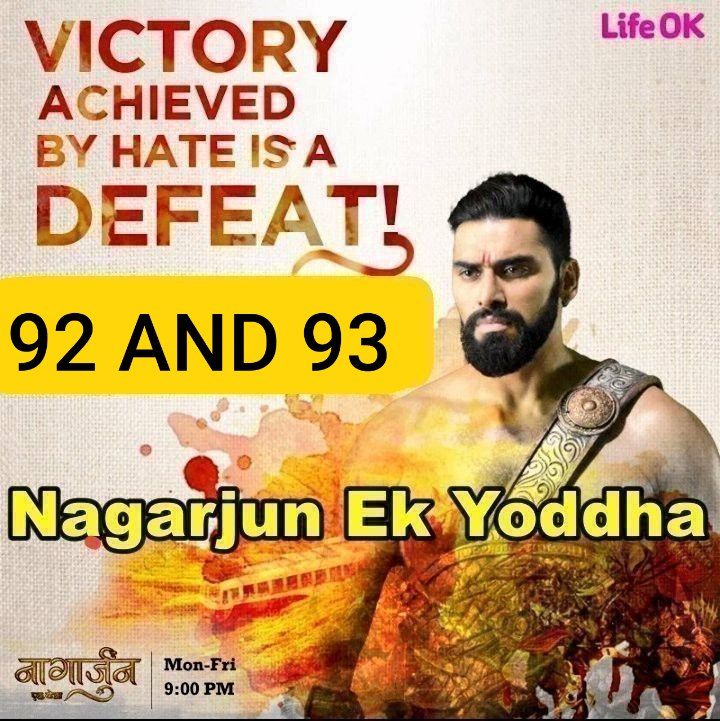 Life OK
VICTORY
ACHIEVED
BY HATE IS A
DEFEAT!
92 AND 93
Nagarjun Ek Yoddha
नागार्जुन
एक योद्धा
Mon-Fri
9:00 PM